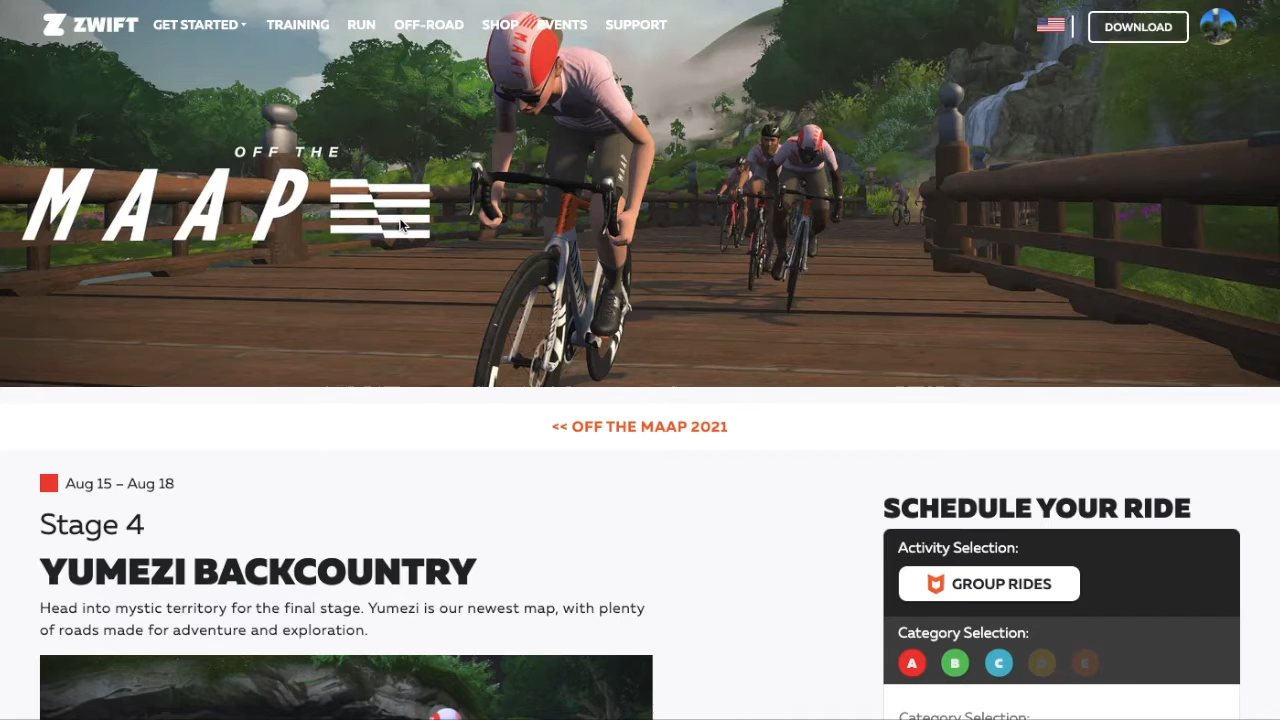 ZWIFT GET STARTED TRAINING RUN OFF-ROAD SHOP EVENTS SUPPORT DOWNLOAD
OFF THE
MAAP
<< OFF THE MAAP 2021
Aug 15 – Aug 18
Stage 4
YUMEZI BACKCOUNTRY
Head into mystic territory for the final stage. Yumezi is our newest map, with plenty
of roads made for adventure and exploration.
SCHEDULE YOUR RIDE
Activity Selection:
GROUP RIDES
Category Selection:
A B C D E
Category Selection: